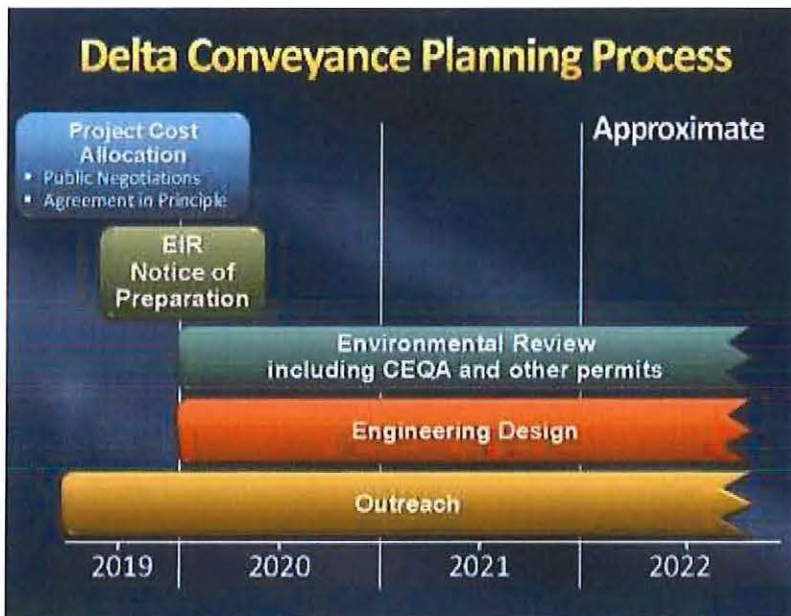 Delta Conveyance Planning Process
Approximate
Project Cost
Allocation
• Public Negotiations
• Agreement in Principle
EIR
Notice of
Preparation
Environmental Review
including CEQA and other permits
Engineering Design
Outreach
2019
2020
2021
2022